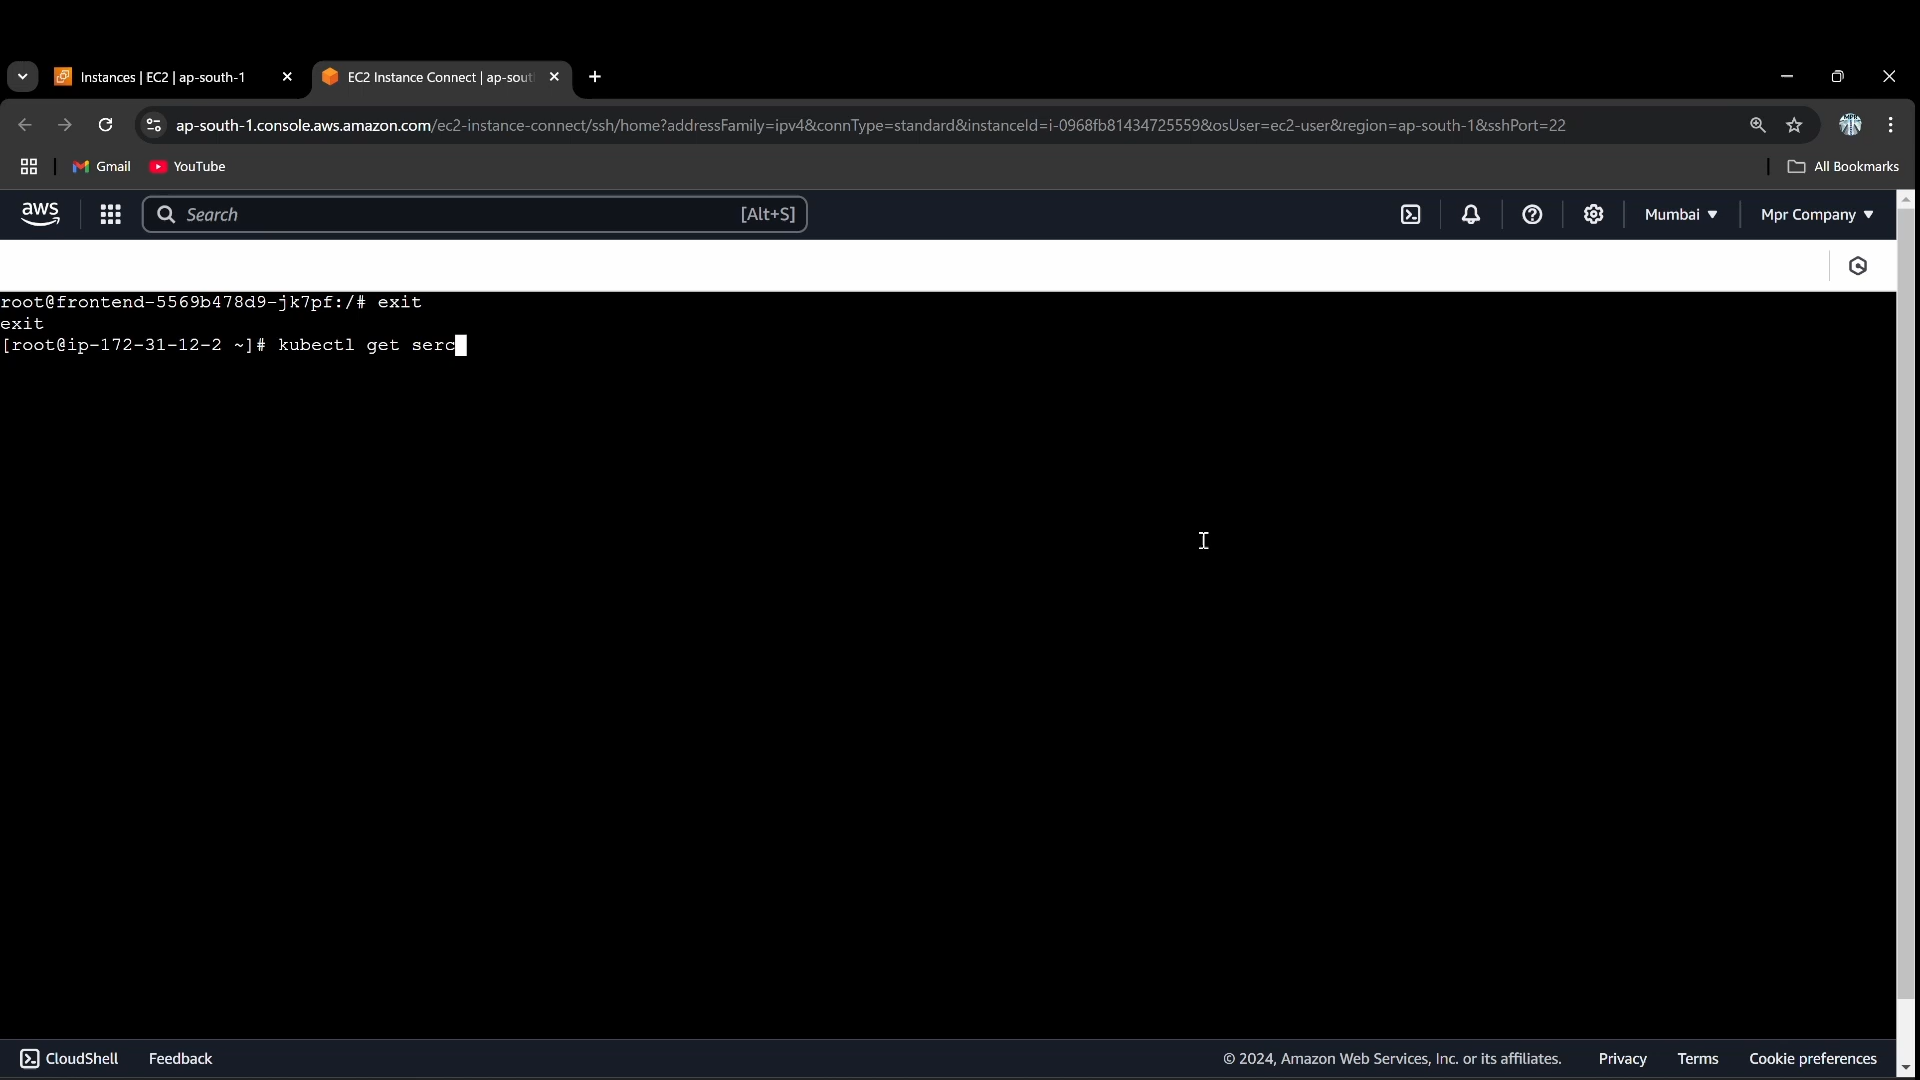 Instances | EC2 | ap-south-1
EC2 Instance Connect | ap-sout
ap-south-1.console.aws.amazon.com/ec2-instance-connect/ssh/home?addressFamily=ipv4&connType=standard&instanceId=i-0968fb81434725559&osUser=ec2-user&region=ap-south-1&sshPort=22
Gmail
YouTube
All Bookmarks
aws
Search
[Alt+S]
Mumbai
Mpr Company
root@frontend-5569b478d9-jk7pf:/# exit
exit
[root@ip-172-31-12-2 ~]# kubectl get serc
CloudShell
Feedback
© 2024, Amazon Web Services, Inc. or its affiliates.
Privacy
Terms
Cookie preferences